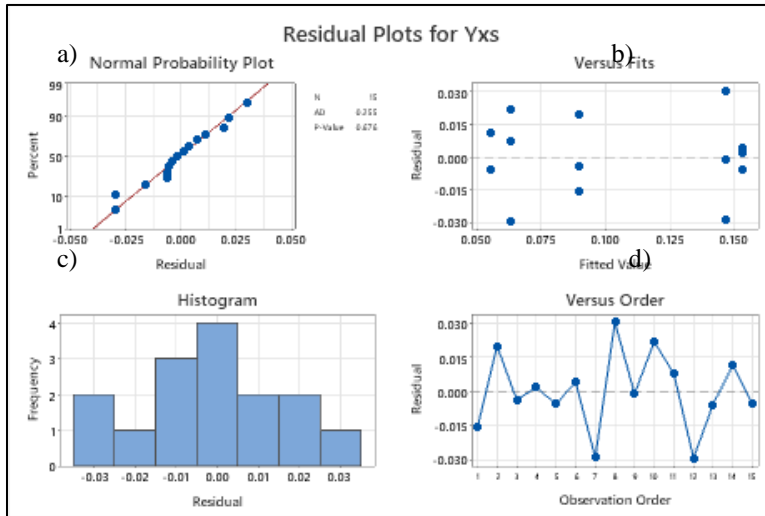 Residual Plots for Yxs
a)
b)
Normal Probability Plot
Versus Fits
99
90
50
10
1
Percent
-0.050
-0.025
0.000
0.025
0.050
Residual
N 15
AD 0.255
P-Value 0.676
0.030
0.015
0.000
-0.015
-0.030
Residual
0.050
0.075
0.100
0.125
0.150
Fitted Value
c)
d)
Histogram
Versus Order
4
3
2
1
0
Frequency
-0.03 -0.02 -0.01 0.00 0.01 0.02 0.03
Residual
0.030
0.015
0.000
-0.015
-0.030
Residual
1 2 3 4 5 6 7 8 9 10 11 12 13 14 15
Observation Order